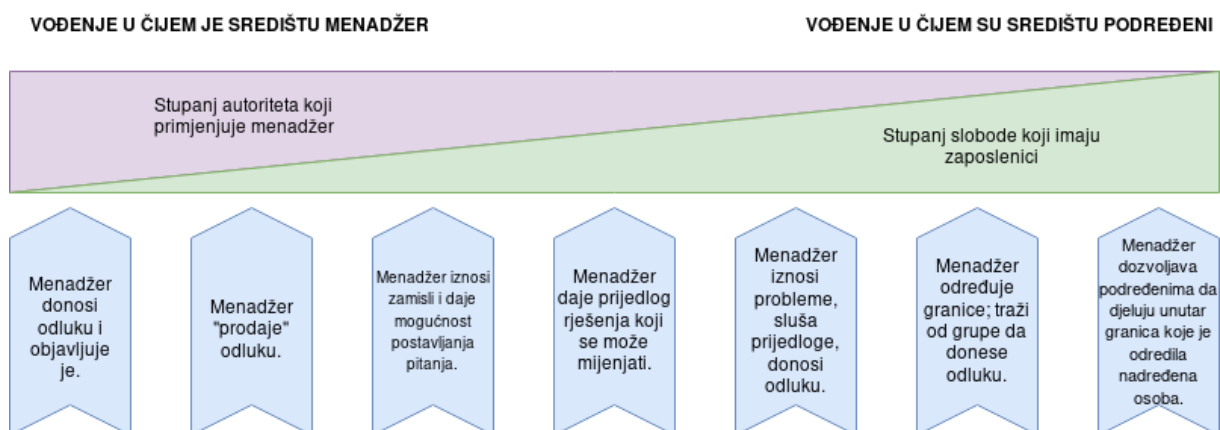 VOĐENJE U ČIJEM JE SREDIŠTU MENADŽER
VOĐENJE U ČIJEM SU SREDIŠTU PODREĐENI
Stupanj autoriteta koji
primjenjuje menadžer
Stupanj slobode koji imaju
zaposlenici
Menadžer
donosi
odluku i
objavljuje
je.
Menadžer
"prodaje"
odluku.
Menadžer iznosi
zamisli i daje
mogućnost
postavljanja
pitanja.
Menadžer
daje prijedlog
rješenja koji
se može
mijenjati.
Menadžer
iznosi
probleme,
sluša
prijedloge,
donosi
odluku.
Menadžer
određuje
granice; traži
od grupe da
donese
odluku.
Menadžer
dozvoljava
podređenima da
djeluju unutar
granica koje je
odredila
nadređena
osoba.